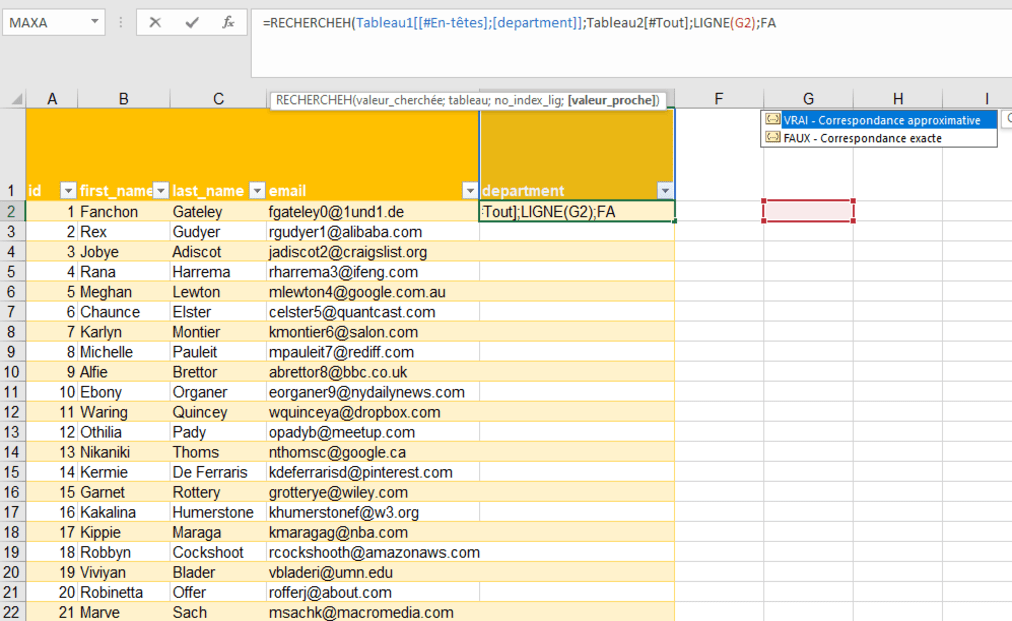 MAXA
=RECHERCHEH(Tableau1[[#En-têtes];[department]];Tableau2[#Tout];LIGNE(G2);FA
RECHERCHEH(valeur_cherchée; tableau; no_index_lig; [valeur_proche])
A B C F G H I
VRAI - Correspondance approximative
FAUX - Correspondance exacte
1 id first_name last_name email department
2 1 Fanchon Gateley fgateley0@1und1.de Tout];LIGNE(G2);FA
3 2 Rex Gudyer rgudyer1@alibaba.com
4 3 Jobye Adiscot jadiscot2@craigslist.org
5 4 Rana Harrema rharrema3@ifeng.com
6 5 Meghan Lewton mlewton4@google.com.au
7 6 Chaunce Elster celster5@quantcast.com
8 7 Karlyn Montier kmontier6@salon.com
9 8 Michelle Pauleit mpauleit7@rediff.com
10 9 Alfie Brettor abrettor8@bbc.co.uk
11 10 Ebony Organer eorganer9@nydailynews.com
12 11 Waring Quincey wquinceya@dropbox.com
13 12 Othilia Pady opadyb@meetup.com
14 13 Nikaniki Thoms nthomsc@google.ca
15 14 Kermie De Ferraris kdeferrarisd@pinterest.com
16 15 Garnet Rottery grotterye@wiley.com
17 16 Kakalina Humerstone khumerstonef@w3.org
18 17 Kippie Maraga kmaragag@nba.com
19 18 Robbyn Cockshoot rcockshooth@amazonaws.com
20 19 Viviyan Blader vbladeri@umn.edu
21 20 Robinetta Offer rofferj@about.com
22 21 Marve Sach msachk@macromedia.com